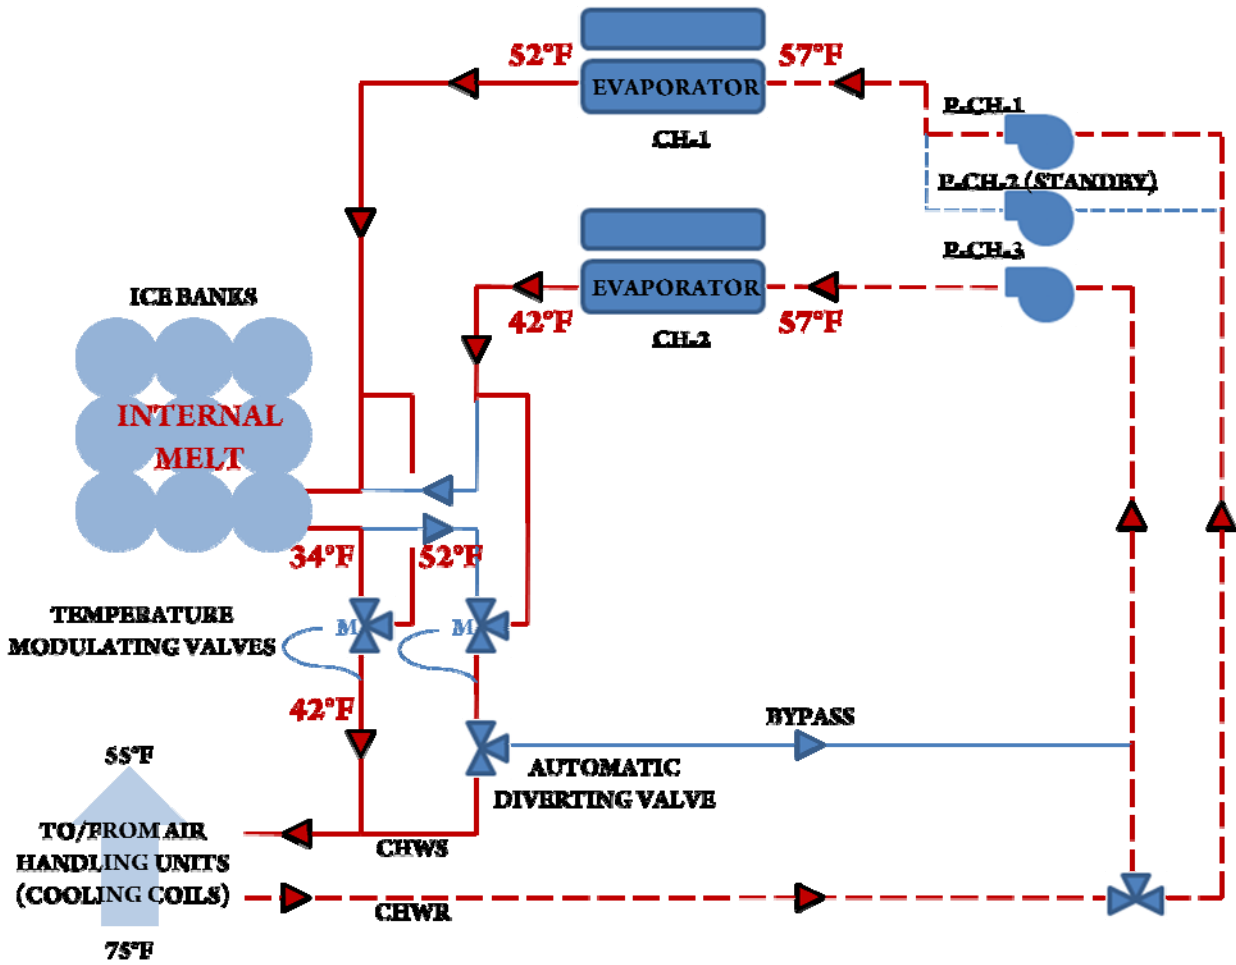 52°F
57°F
EVAPORATOR
CH-1
P-CH-1
P-CH-2 (STANDBY)
P-CH-3
EVAPORATOR
42°F
57°F
CH-2
ICE BANKS
INTERNAL
MELT
34°F
52°F
TEMPERATURE
MODULATING VALVES
M
M
42°F
BYPASS
AUTOMATIC
DIVERTING VALVE
55°F
TO/FROM AIR
HANDLING UNITS
(COOLING COILS)
75°F
CHWS
CHWR